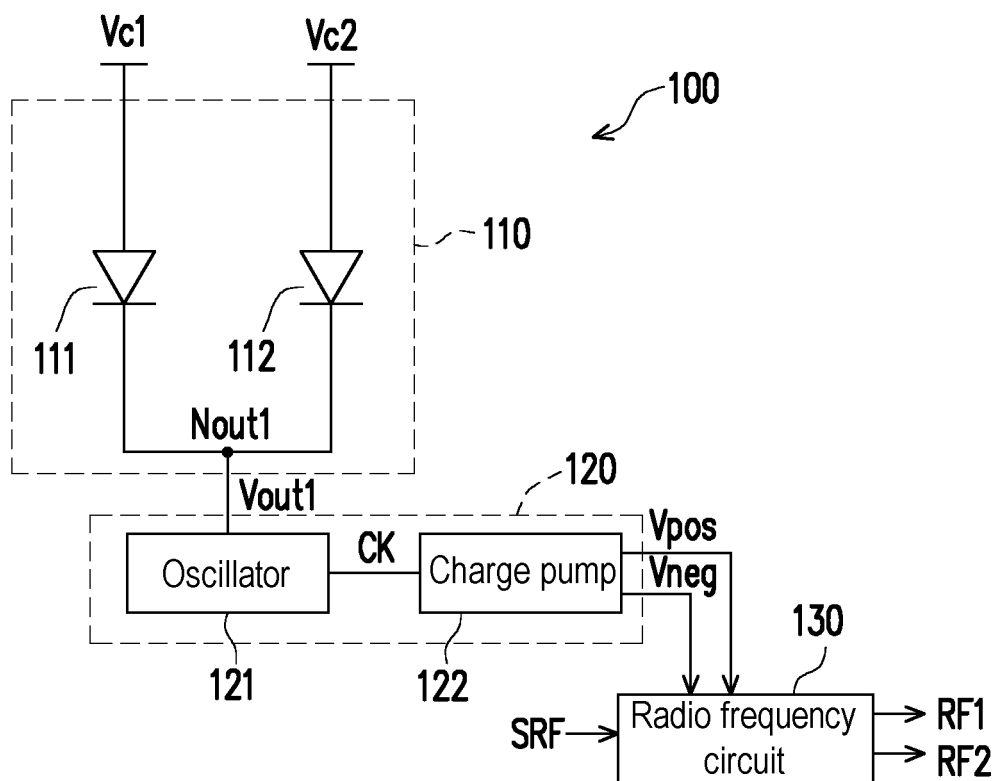 Vc1
Vc2
100
110
111
112
Nout1
Vout1
120
Oscillator
CK
Charge pump
Vpos
Vneg
121
122
130
SRF
Radio frequency
circuit
RF1
RF2